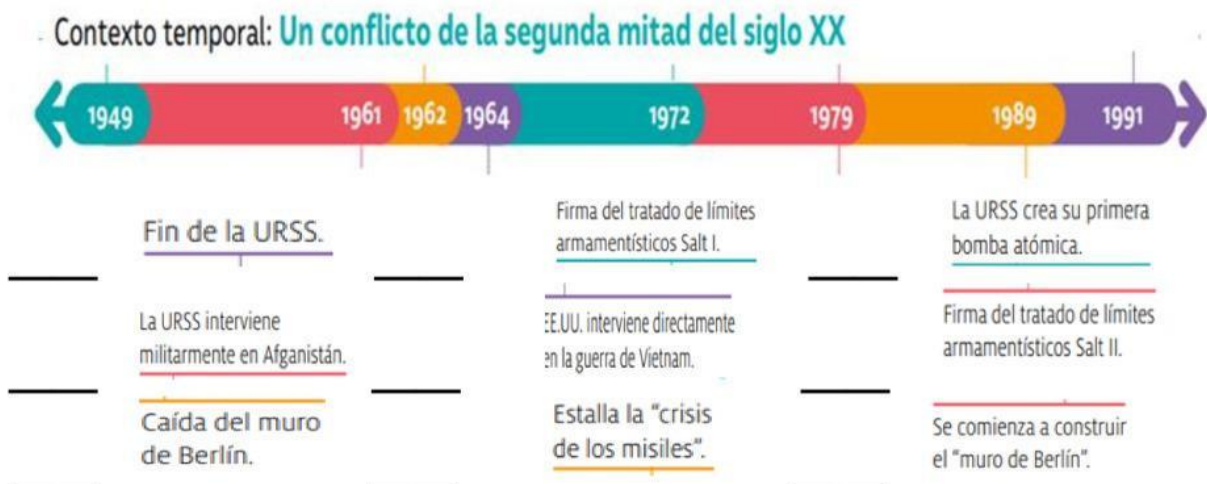 Contexto temporal: Un conflicto de la segunda mitad del siglo XX
1949 1961 1962 1964 1972 1979 1989 1991
Fin de la URSS.
Firma del tratado de límites
armamentísticos Salt I.
La URSS crea su primera
bomba atómica.
La URSS interviene
militarmente en Afganistán.
EE.UU. interviene directamente
en la guerra de Vietnam.
Firma del tratado de límites
armamentísticos Salt II.
Caída del muro
de Berlín.
Estalla la “crisis
de los misiles”.
Se comienza a construir
el “muro de Berlín”.